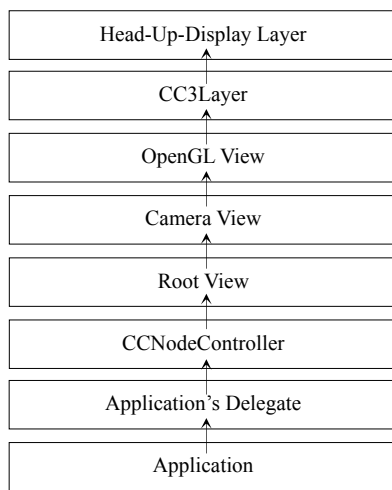 Head-Up-Display Layer
CC3Layer
OpenGL View
Camera View
Root View
CCNodeController
Application’s Delegate
Application